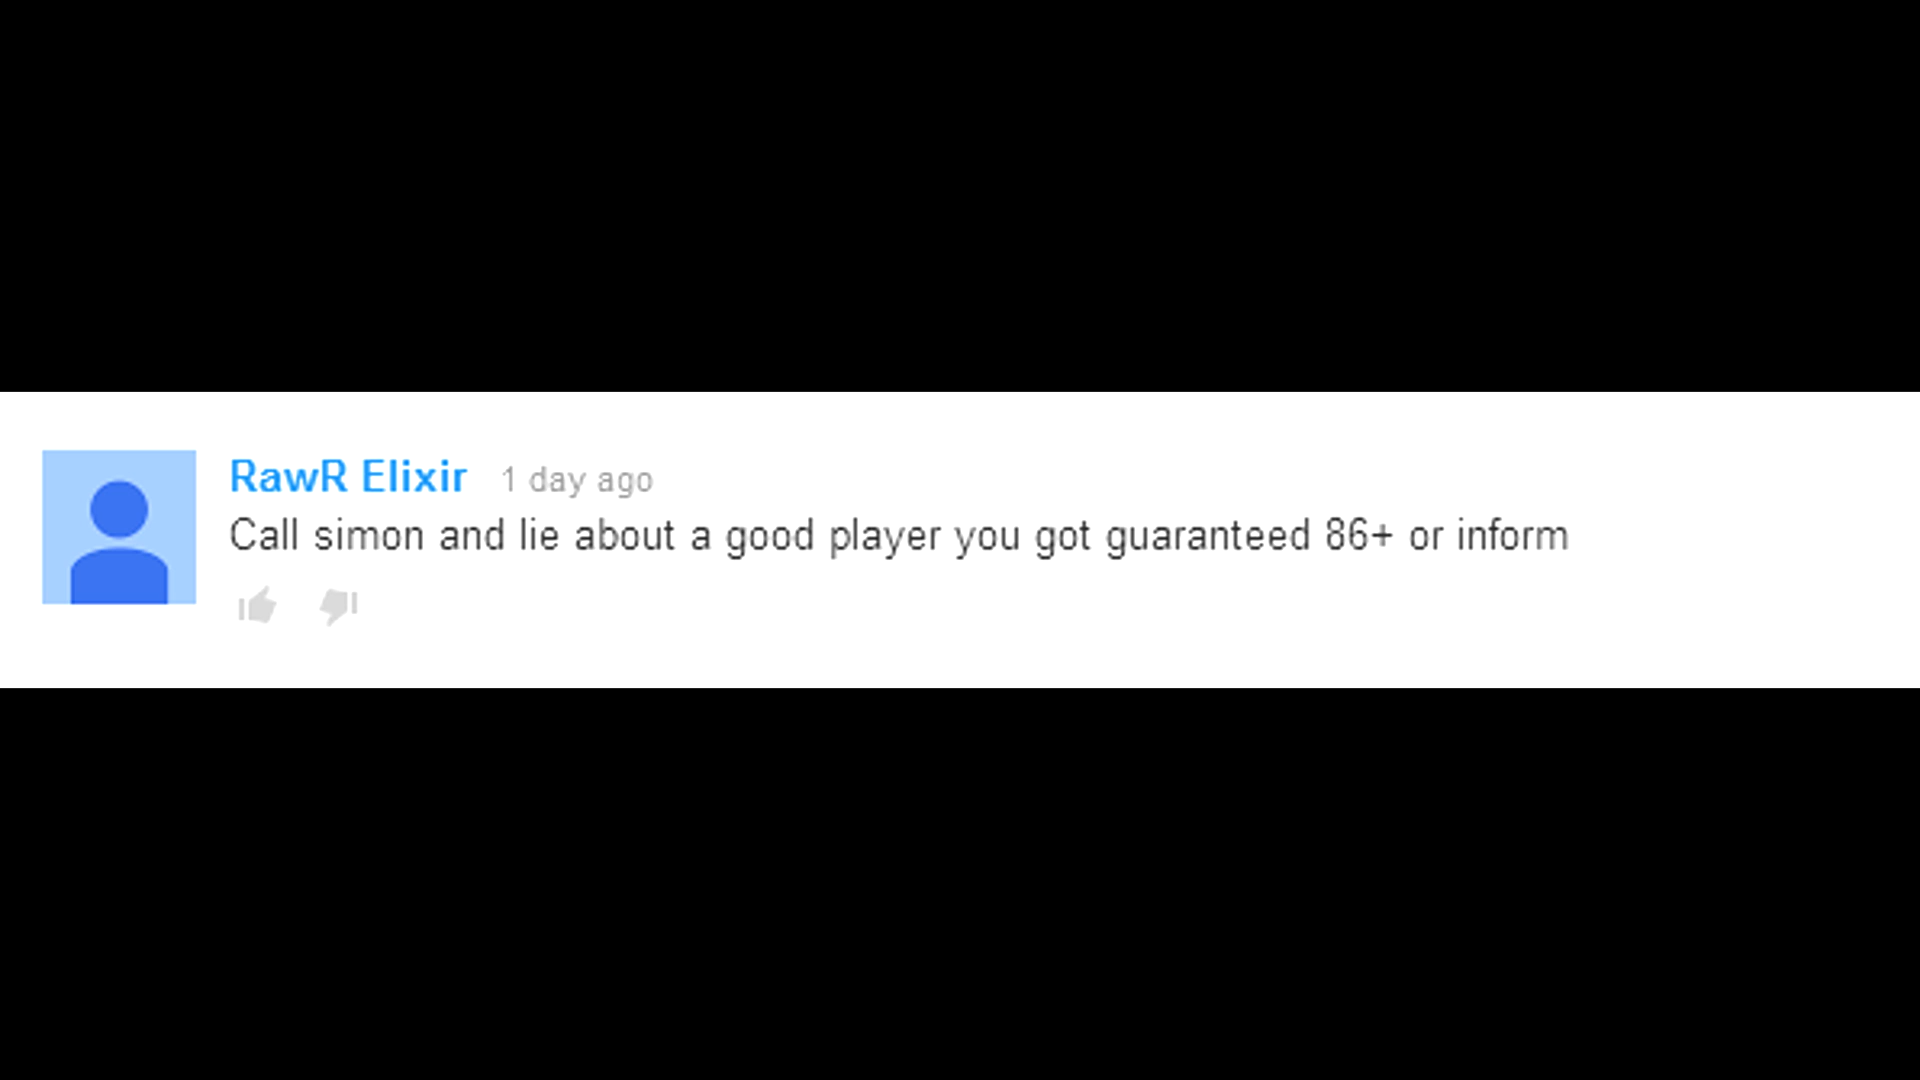 RawR Elixir 1 day ago
Call simon and lie about a good player you got guaranteed 86+ or inform